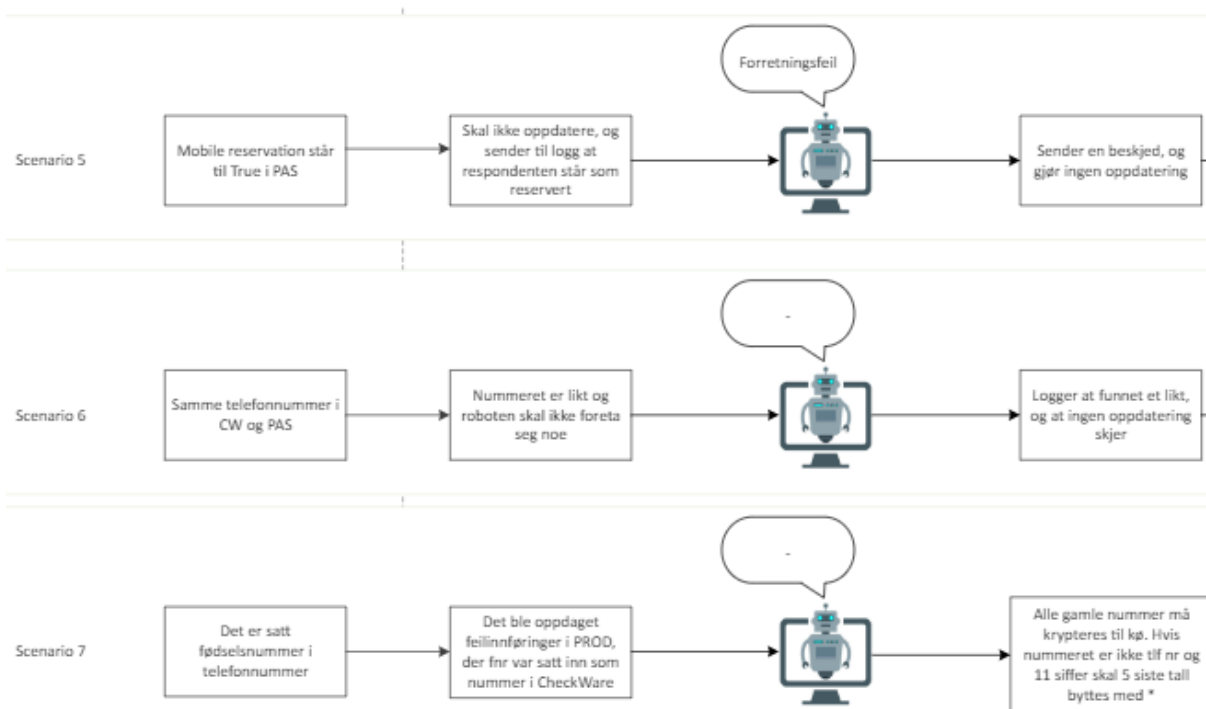 Forretningsfeil
Scenario 5
Mobile reservation står
til True i PAS
Skal ikke oppdatere, og
sender til logg at
respondenten står som
reservert
Sender en beskjed, og
gjør ingen oppdatering
-
Scenario 6
Samme telefonnummer i
CW og PAS
Nummeret er likt og
roboten skal ikke foreta
seg noe
Logger at funnet et likt,
og at ingen oppdatering
skjer
-
Scenario 7
Det er satt
fødselsnummer i
telefonnummer
Det ble oppdaget
feilinnføringer i PROD,
der fnr var satt inn som
nummer i CheckWare
Alle gamle nummer må
krypteres til kø. Hvis
nummeret er ikke tlf nr og
11 siffer skal 5 siste tall
byttes med *